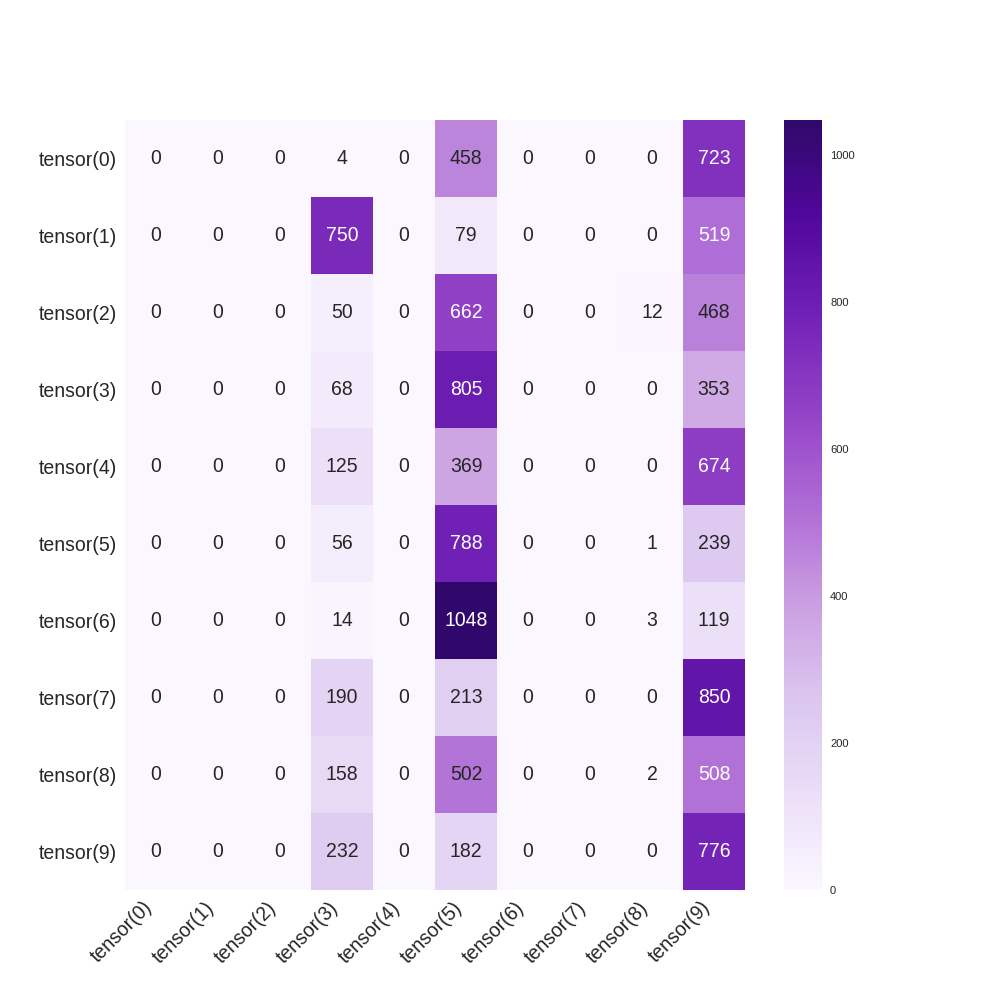 tensor(0) 0 0 0 4 0 458 0 0 0 723
tensor(1) 0 0 0 750 0 79 0 0 0 519
tensor(2) 0 0 0 50 0 662 0 0 12 468
tensor(3) 0 0 0 68 0 805 0 0 0 353
tensor(4) 0 0 0 125 0 369 0 0 0 674
tensor(5) 0 0 0 56 0 788 0 0 1 239
tensor(6) 0 0 0 14 0 1048 0 0 3 119
tensor(7) 0 0 0 190 0 213 0 0 0 850
tensor(8) 0 0 0 158 0 502 0 0 2 508
tensor(9) 0 0 0 232 0 182 0 0 0 776
tensor(0) tensor(1) tensor(2) tensor(3) tensor(4) tensor(5) tensor(6) tensor(7) tensor(8) tensor(9)
1000
800
600
400
200
0